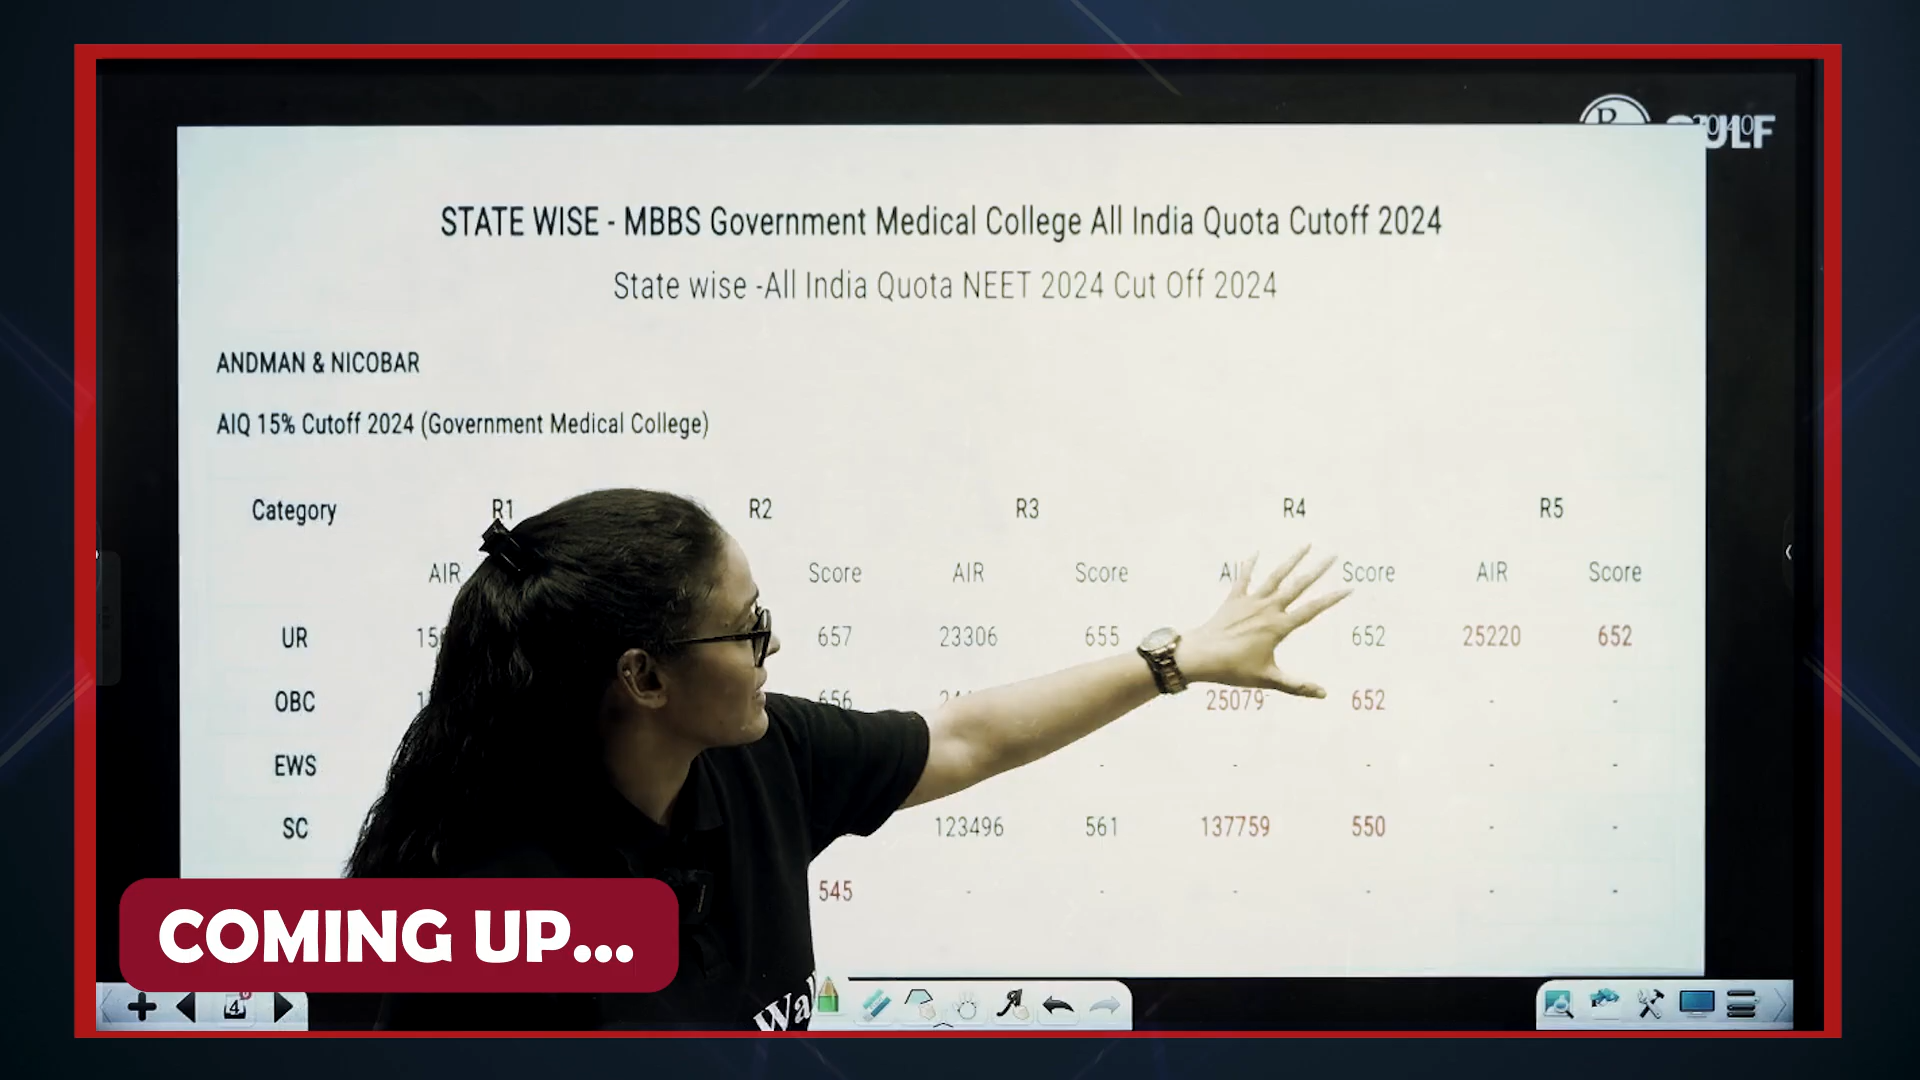 GULF
STATE WISE - MBBS Government Medical College All India Quota Cutoff 2024
State wise -All India Quota NEET 2024 Cut Off 2024
ANDMAN & NICOBAR
AIQ 15% Cutoff 2024 (Government Medical College)
Category R1 R2 R3 R4 R5
AIR Score AIR Score Score AIR Score
UR 657 23306 655 652 25220 652
OBC 656 25079 652 - -
EWS - - - - -
SC 123496 561 137759 550 - -
545 - - - - - -
COMING UP...
4